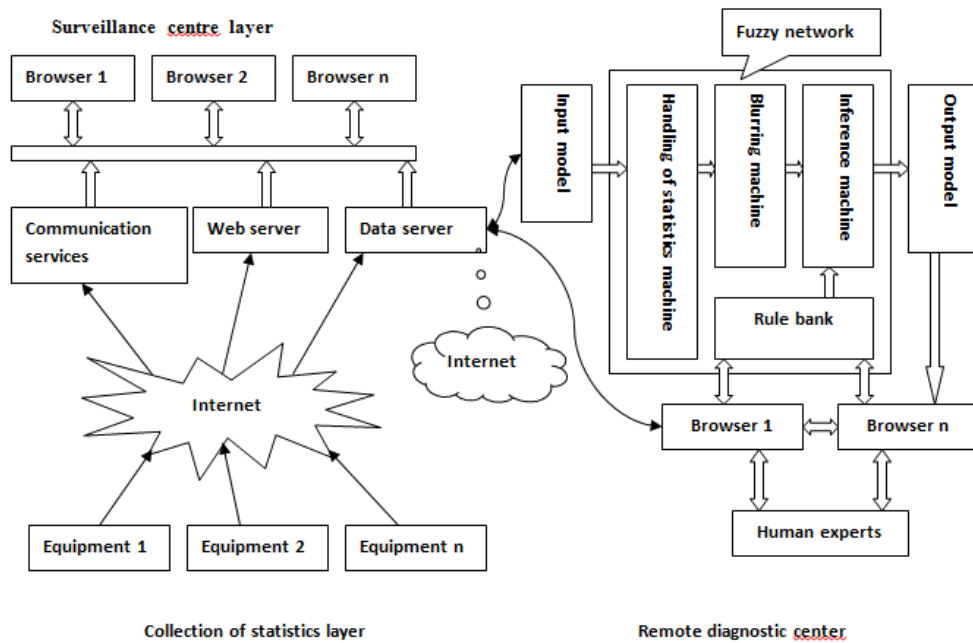 Surveillance centre layer
Browser 1
Browser 2
Browser n
Communication
services
Web server
Data server
Internet
Internet
Equipment 1
Equipment 2
Equipment n
Collection of statistics layer
Fuzzy network
Input model
Handling of statistics machine
Blurring
machine
Inference machine
Output model
Rule bank
Browser 1
Browser n
Human experts
Remote diagnostic center